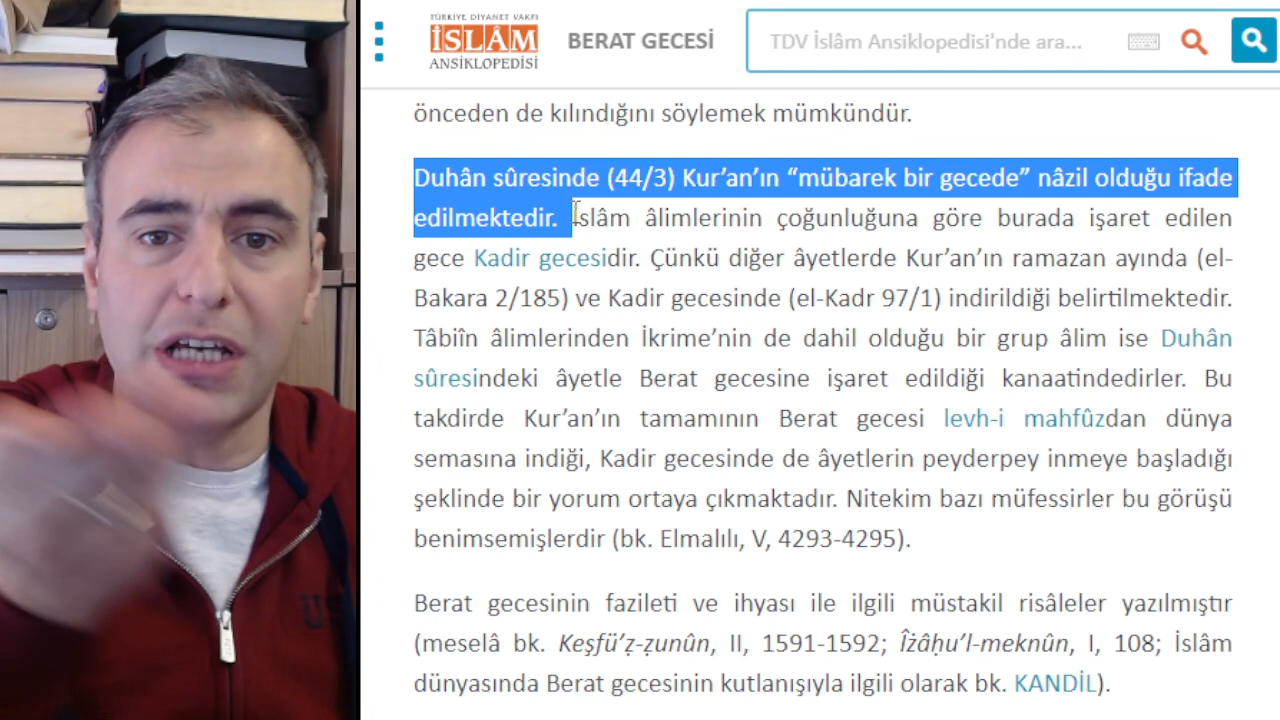 TÜRKİYE DİYANET VAKFI
İSLÂM
ANSİKLOPEDİSİ
BERAT GECESİ
TDV İslâm Ansiklopedisi'nde ara...
önceden de kılındığını söylemek mümkündür.
Duhân sûresinde (44/3) Kur’an’ın “mübarek bir gecede” nâzil olduğu ifade
edilmektedir. İslâm âlimlerinin çoğunluğuna göre burada işaret edilen
gece Kadir gecesidir. Çünkü diğer âyetlerde Kur’an’ın ramazan ayında (el-
Bakara 2/185) ve Kadir gecesinde (el-Kadr 97/1) indirildiği belirtilmektedir.
Tâbiîn âlimlerinden İkrime’nin de dahil olduğu bir grup âlim ise Duhân
sûresindeki âyetle Berat gecesine işaret edildiği kanaatindedirler. Bu
takdirde Kur’an’ın tamamının Berat gecesi levh-i mahfûzdan dünya
semasına indiği, Kadir gecesinde de âyetlerin peyderpey inmeye başladığı
şeklinde bir yorum ortaya çıkmaktadır. Nitekim bazı müfessirler bu görüşü
benimsemişlerdir (bk. Elmalılı, V, 4293-4295).
Berat gecesinin fazileti ve ihyası ile ilgili müstakil risâleler yazılmıştır
(meselâ bk. Keşfü’ẓ-ẓunûn, II, 1591-1592; Îżâḥu’l-meknûn, I, 108; İslâm
dünyasında Berat gecesinin kutlanışıyla ilgili olarak bk. KANDİL).